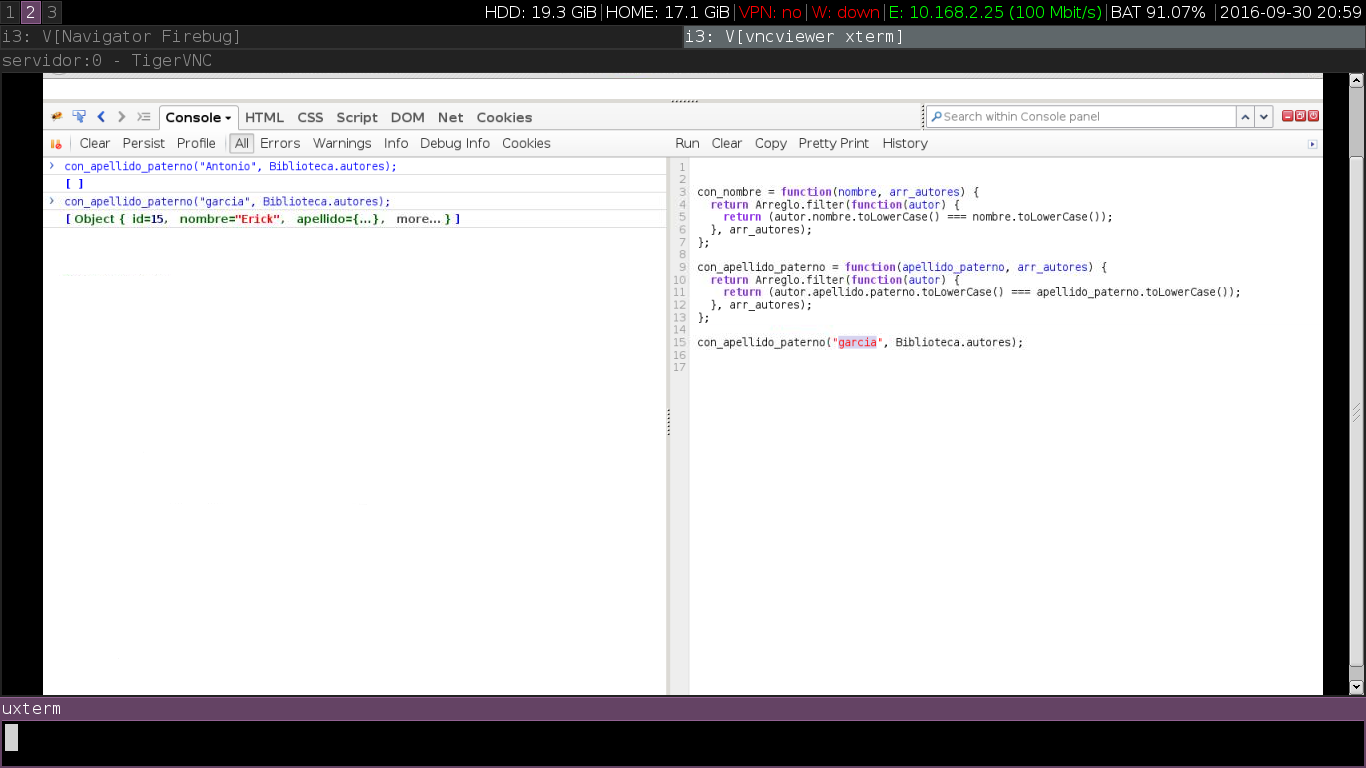 1 2 3 HDD: 19.3 GiB|HOME: 17.1 GiB|VPN: no|W: down|E: 10.168.2.25 (100 Mbit/s)|BAT 91.07% |2016-09-30 20:59
i3: V[Navigator Firebug] i3: V[vncviewer xterm]
servidor:0 - TigerVNC
Console HTML CSS Script DOM Net Cookies Search within Console panel
Clear Persist Profile All Errors Warnings Info Debug Info Cookies
con_apellido_paterno("Antonio", Biblioteca.autores);
[ ]
con_apellido_paterno("garcia", Biblioteca.autores);
[ Object { id=15, nombre="Erick", apellido={...}, more... } ]
Run Clear Copy Pretty Print History
1
2
3 con_nombre = function(nombre, arr_autores) {
4 return Arreglo.filter(function(autor) {
5 return (autor.nombre.toLowerCase() === nombre.toLowerCase());
6 }, arr_autores);
7 };
8
9 con_apellido_paterno = function(apellido_paterno, arr_autores) {
10 return Arreglo.filter(function(autor) {
11 return (autor.apellido.paterno.toLowerCase() === apellido_paterno.toLowerCase());
12 }, arr_autores);
13 };
14
15 con_apellido_paterno("garcia", Biblioteca.autores);
16
17
uxterm